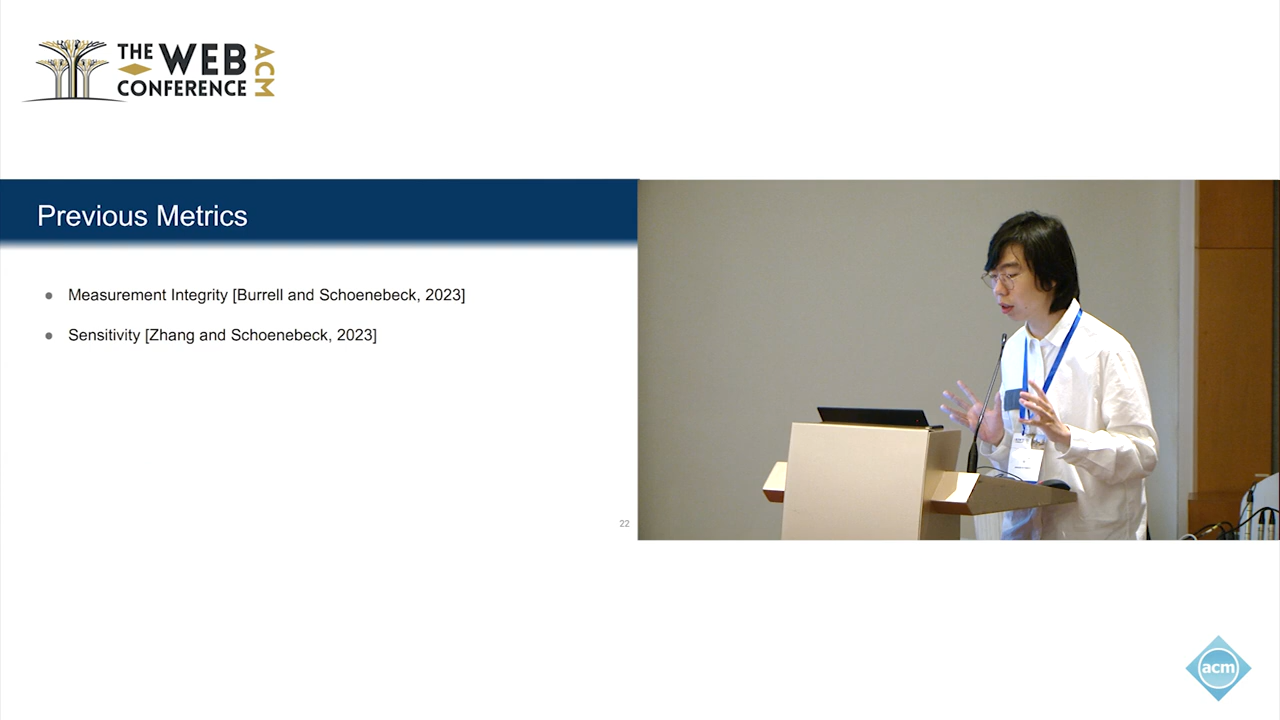 THE WEB
CONFERENCE
ACM
Previous Metrics
● Measurement Integrity [Burrell and Schoenebeck, 2023]
● Sensitivity [Zhang and Schoenebeck, 2023]
22
acm